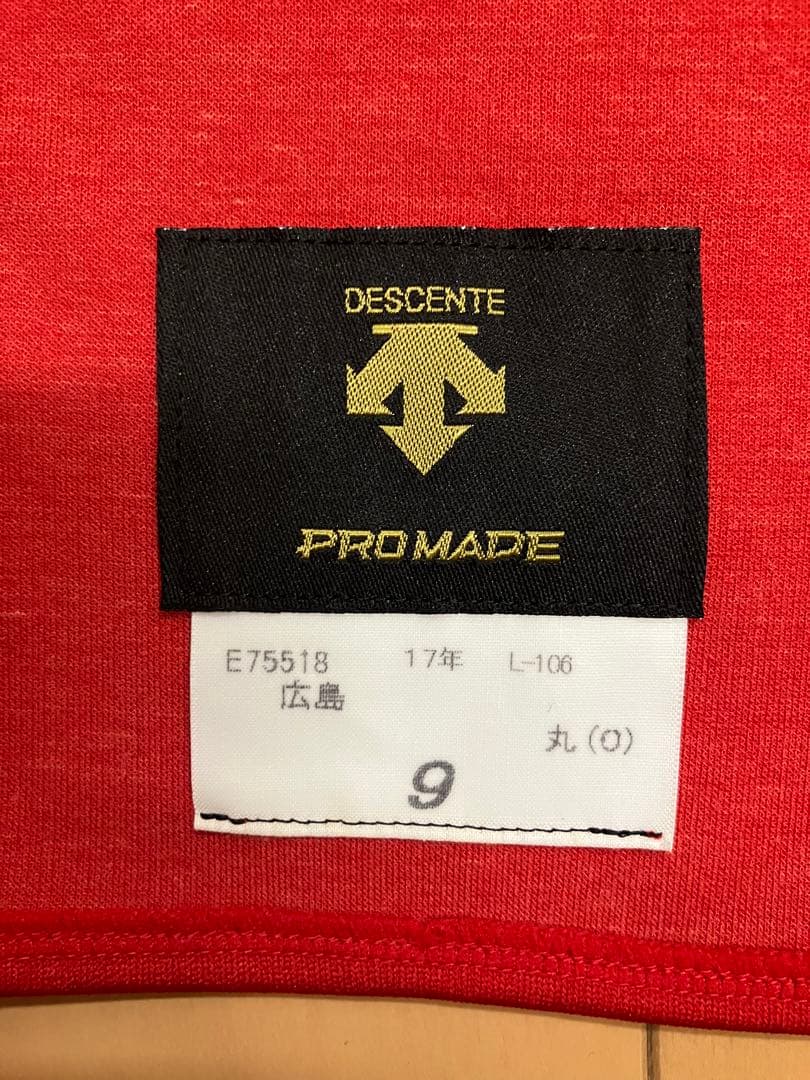 DESCENTE
PROMADE
E75518 17年 L-106
広島
丸(O)
9